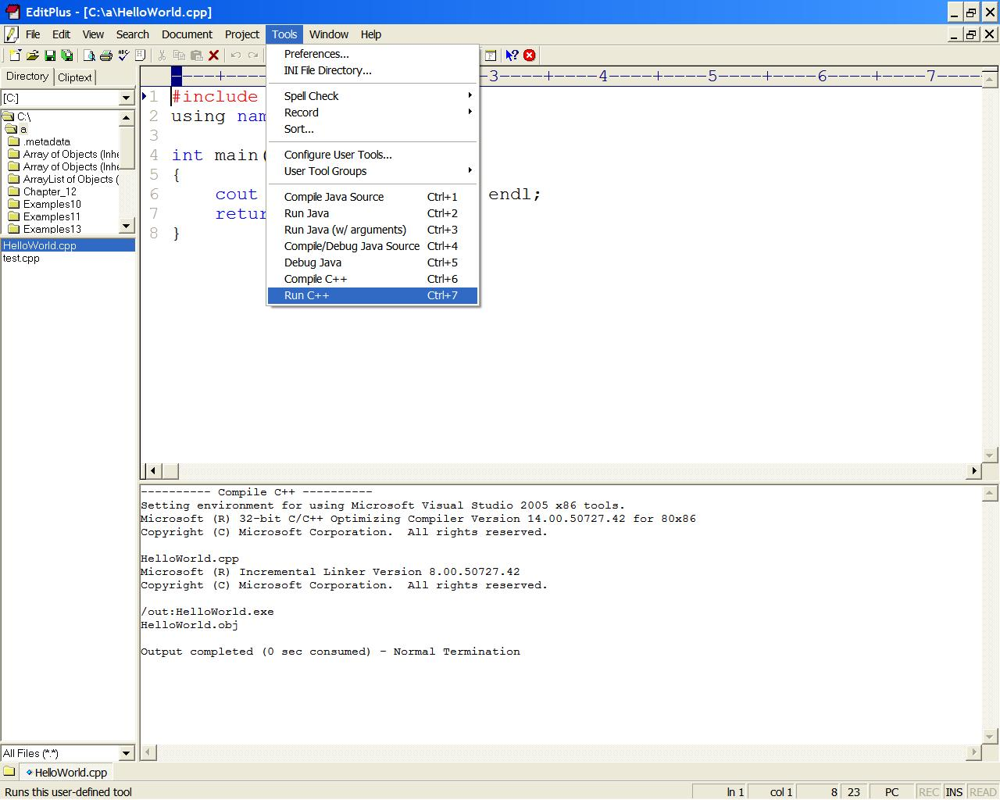 EditPlus - [C:\a\HelloWorld.cpp]
File Edit View Search Document Project Tools Window Help
Directory Cliptext
[C:]
C:\
a
.metadata
Array of Objects (Inhe
Array of Objects (Inhe
ArrayList of Objects (
Chapter_12
Examples10
Examples11
Examples13
HelloWorld.cpp
test.cpp
All Files (*.*)
Preferences...
INI File Directory...
Spell Check
Record
Sort...
Configure User Tools...
User Tool Groups
Compile Java Source Ctrl+1
Run Java Ctrl+2
Run Java (w/ arguments) Ctrl+3
Compile/Debug Java Source Ctrl+4
Debug Java Ctrl+5
Compile C++ Ctrl+6
Run C++ Ctrl+7
----+---- 3----+----4----+----5----+----6----+----7----
1 #include
2 using nam
3
4 int main(
5 {
6 cout endl;
7 retur
8 }
---------- Compile C++ ----------
Setting environment for using Microsoft Visual Studio 2005 x86 tools.
Microsoft (R) 32-bit C/C++ Optimizing Compiler Version 14.00.50727.42 for 80x86
Copyright (C) Microsoft Corporation.  All rights reserved.
HelloWorld.cpp
Microsoft (R) Incremental Linker Version 8.00.50727.42
Copyright (C) Microsoft Corporation.  All rights reserved.
/out:HelloWorld.exe
HelloWorld.obj
Output completed (0 sec consumed) - Normal Termination
HelloWorld.cpp
Runs this user-defined tool ln 1 col 1 8 23 PC REC INS READ